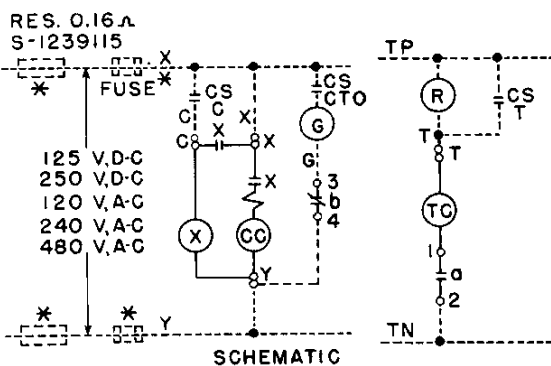 RES. 0.16 Ω
S-1239115
X
*
*
FUSE
CS
C
C
X
C
X
X
X
CS
CTO
G
G
3
b
4
125 V, D-C
250 V, D-C
120 V, A-C
240 V, A-C
480 V, A-C
X
CC
Y
*
*
Y
SCHEMATIC
TP
R
CS
T
T
T
TC
1
a
2
TN